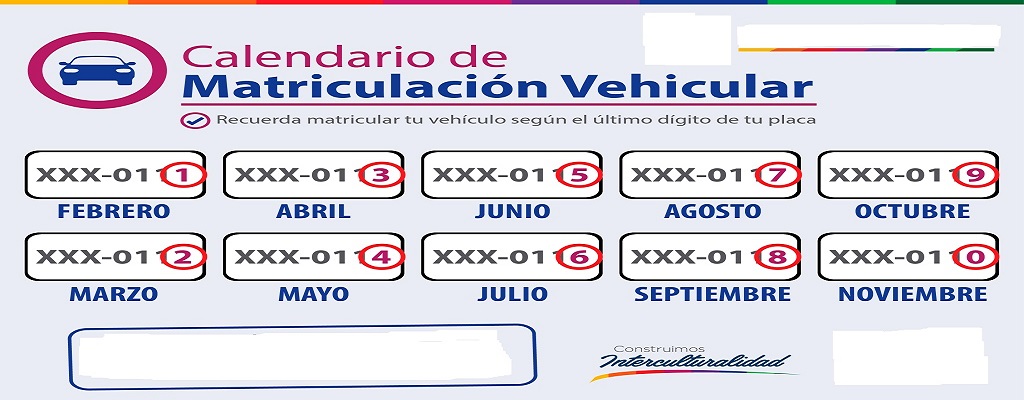 Calendario de
Matriculación Vehicular
Recuerda matricular tu vehículo según el último dígito de tu placa
XXX-0111 XXX-0113 XXX-0115 XXX-0117 XXX-0119
FEBRERO ABRIL JUNIO AGOSTO OCTUBRE
XXX-0112 XXX-0114 XXX-0116 XXX-0118 XXX-0110
MARZO MAYO JULIO SEPTIEMBRE NOVIEMBRE
Construimos
Interculturalidad